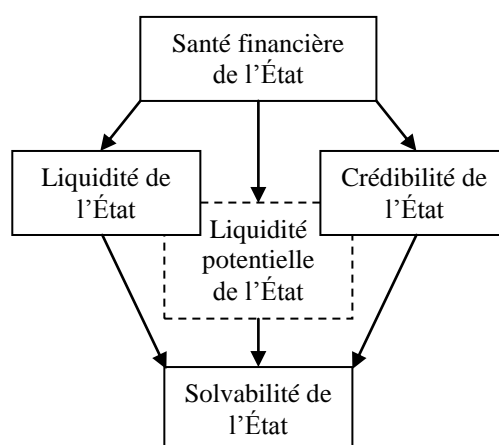 Santé financière
de l’État
Liquidité de
l’État
Crédibilité de
l’État
Liquidité
potentielle
de l’État
Solvabilité de
l’État